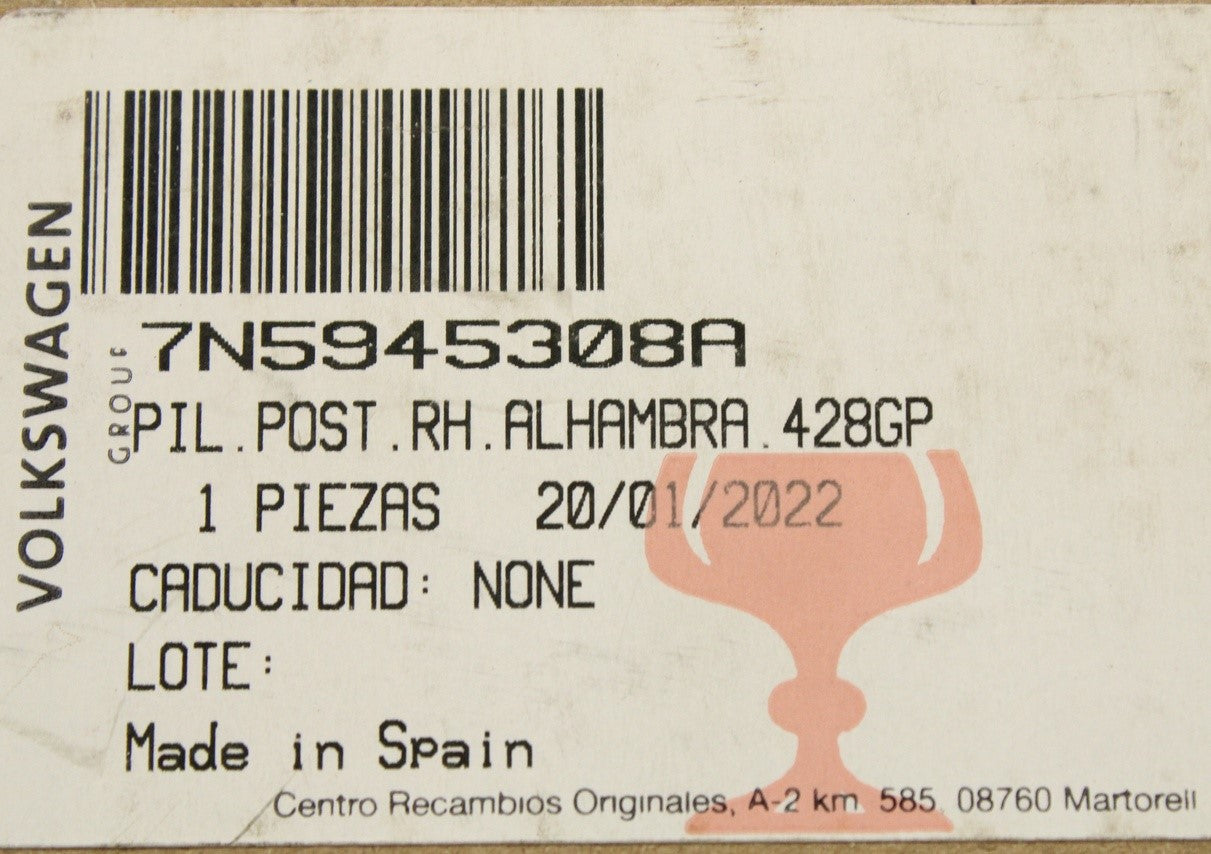 VOLKSWAGEN
GROUP
7N5945308A
PIL.POST.RH.ALHAMBRA.428GP
1 PIEZAS 20/01/2022
CADUCIDAD: NONE
LOTE:
Made in Spain
Centro Recambios Originales, A-2 km. 585. 08760 Martorell